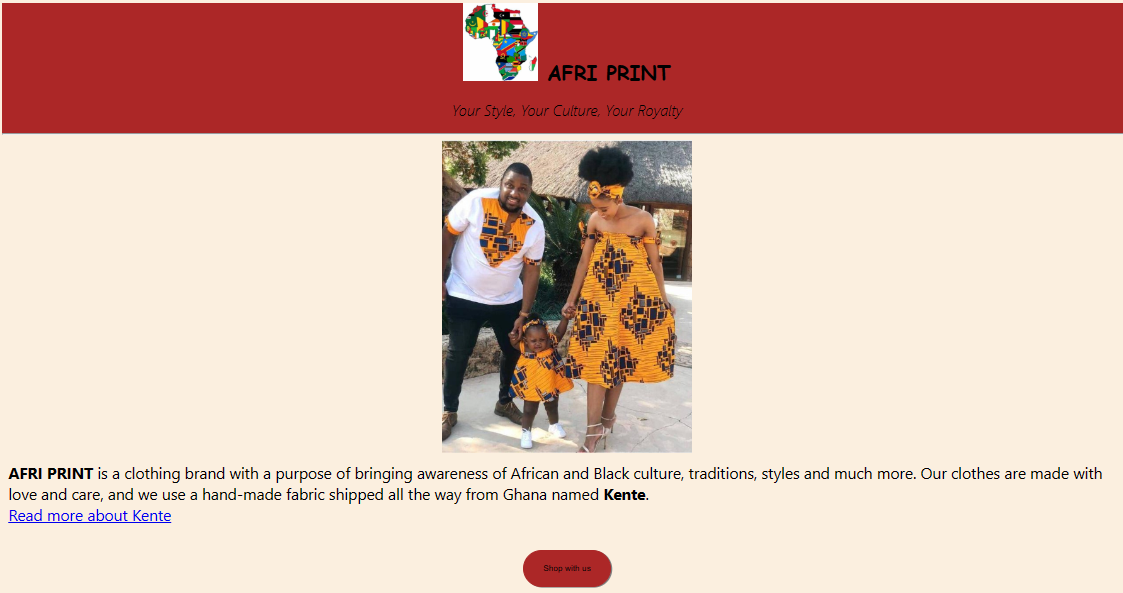 AFRI PRINT
Your Style, Your Culture, Your Royalty
AFRI PRINT is a clothing brand with a purpose of bringing awareness of African and Black culture, traditions, styles and much more. Our clothes are made with
love and care, and we use a hand-made fabric shipped all the way from Ghana named Kente.
Read more about Kente
Shop with us